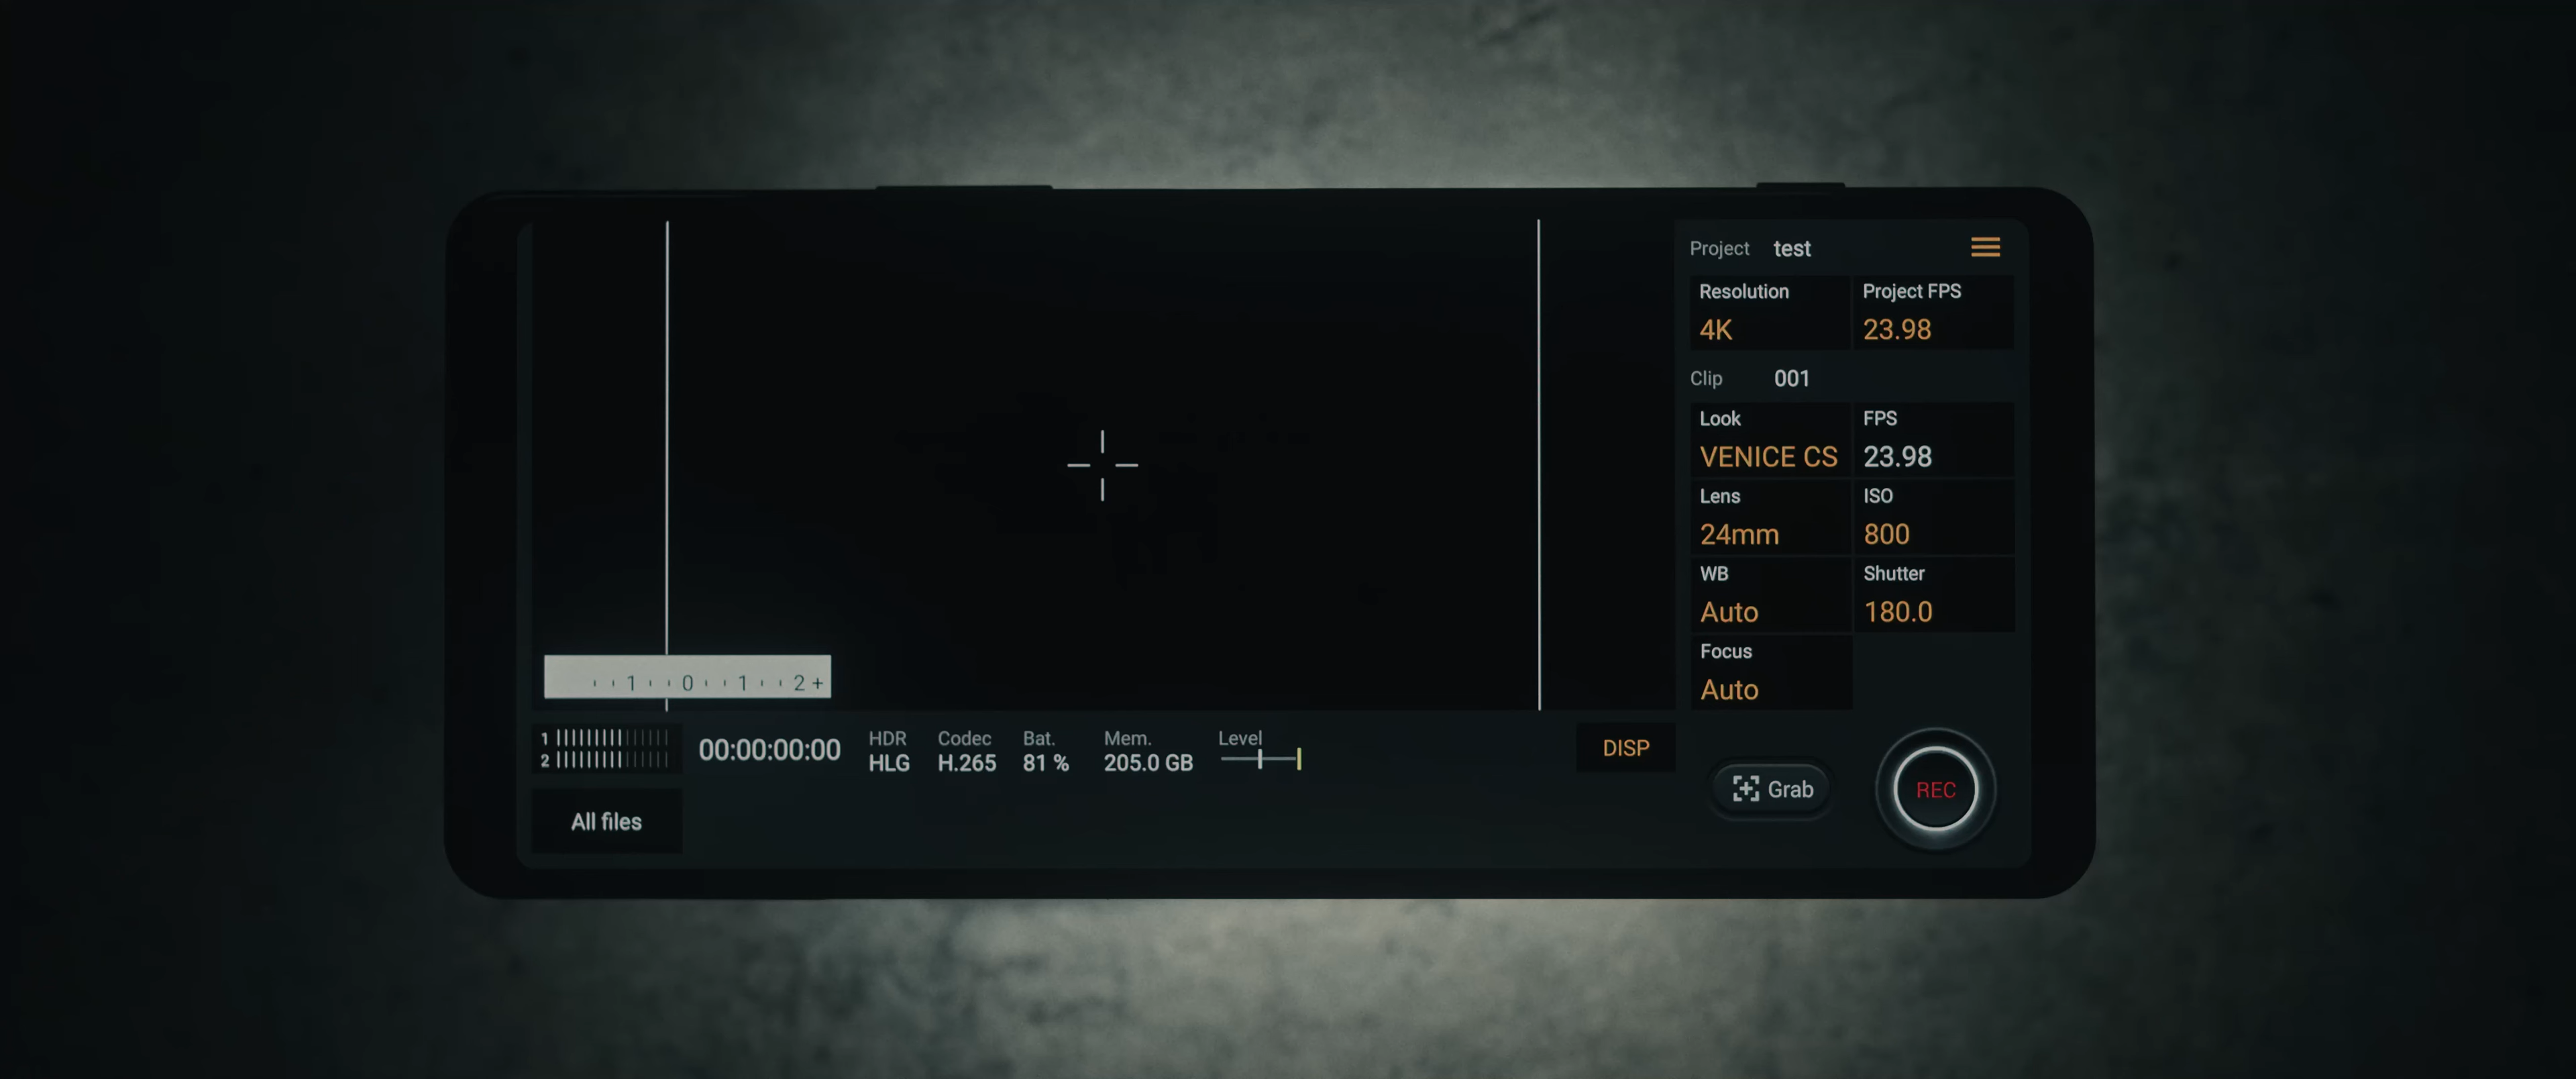 Project test
Resolution Project FPS
4K 23.98
Clip 001
Look FPS
VENICE CS 23.98
Lens ISO
24mm 800
WB Shutter
Auto 180.0
Focus
Auto
1 0 1 2+
1
2
00:00:00:00
HDR Codec Bat. Mem. Level
HLG H.265 81 % 205.0 GB
DISP
Grab
REC
All files